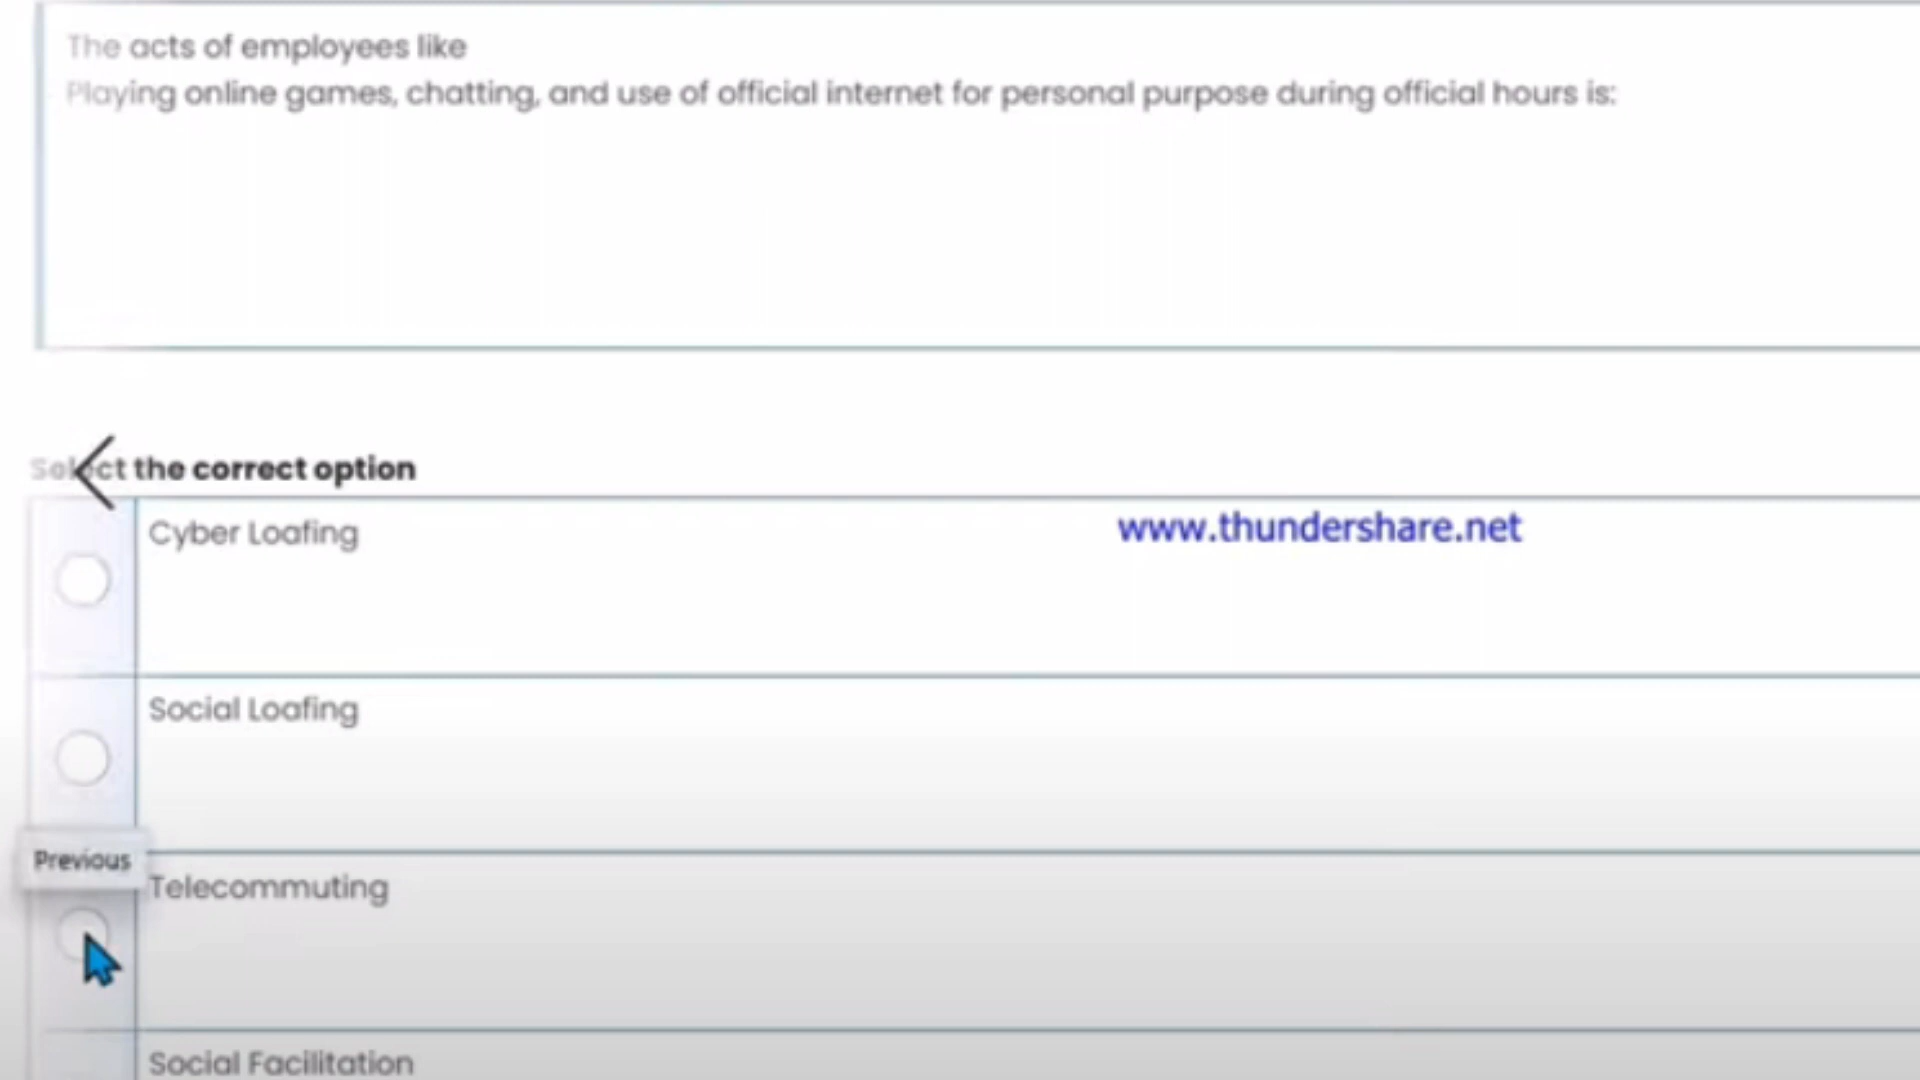 The acts of employees like
Playing online games, chatting, and use of official internet for personal purpose during official hours is:
Select the correct option
Cyber Loafing
www.thundershare.net
Social Loafing
Previous
Telecommuting
Social Facilitation